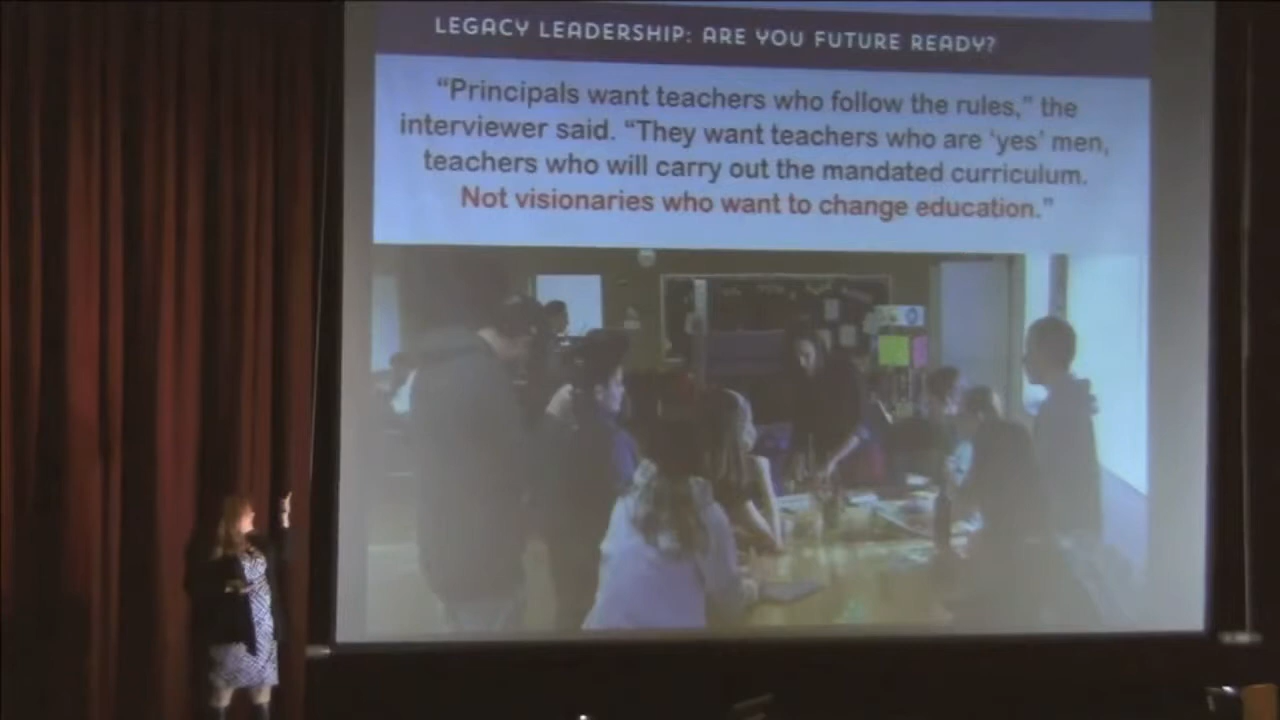 LEGACY LEADERSHIP: ARE YOU FUTURE READY?
“Principals want teachers who follow the rules,” the
interviewer said. “They want teachers who are ‘yes’ men,
teachers who will carry out the mandated curriculum.
Not visionaries who want to change education.”